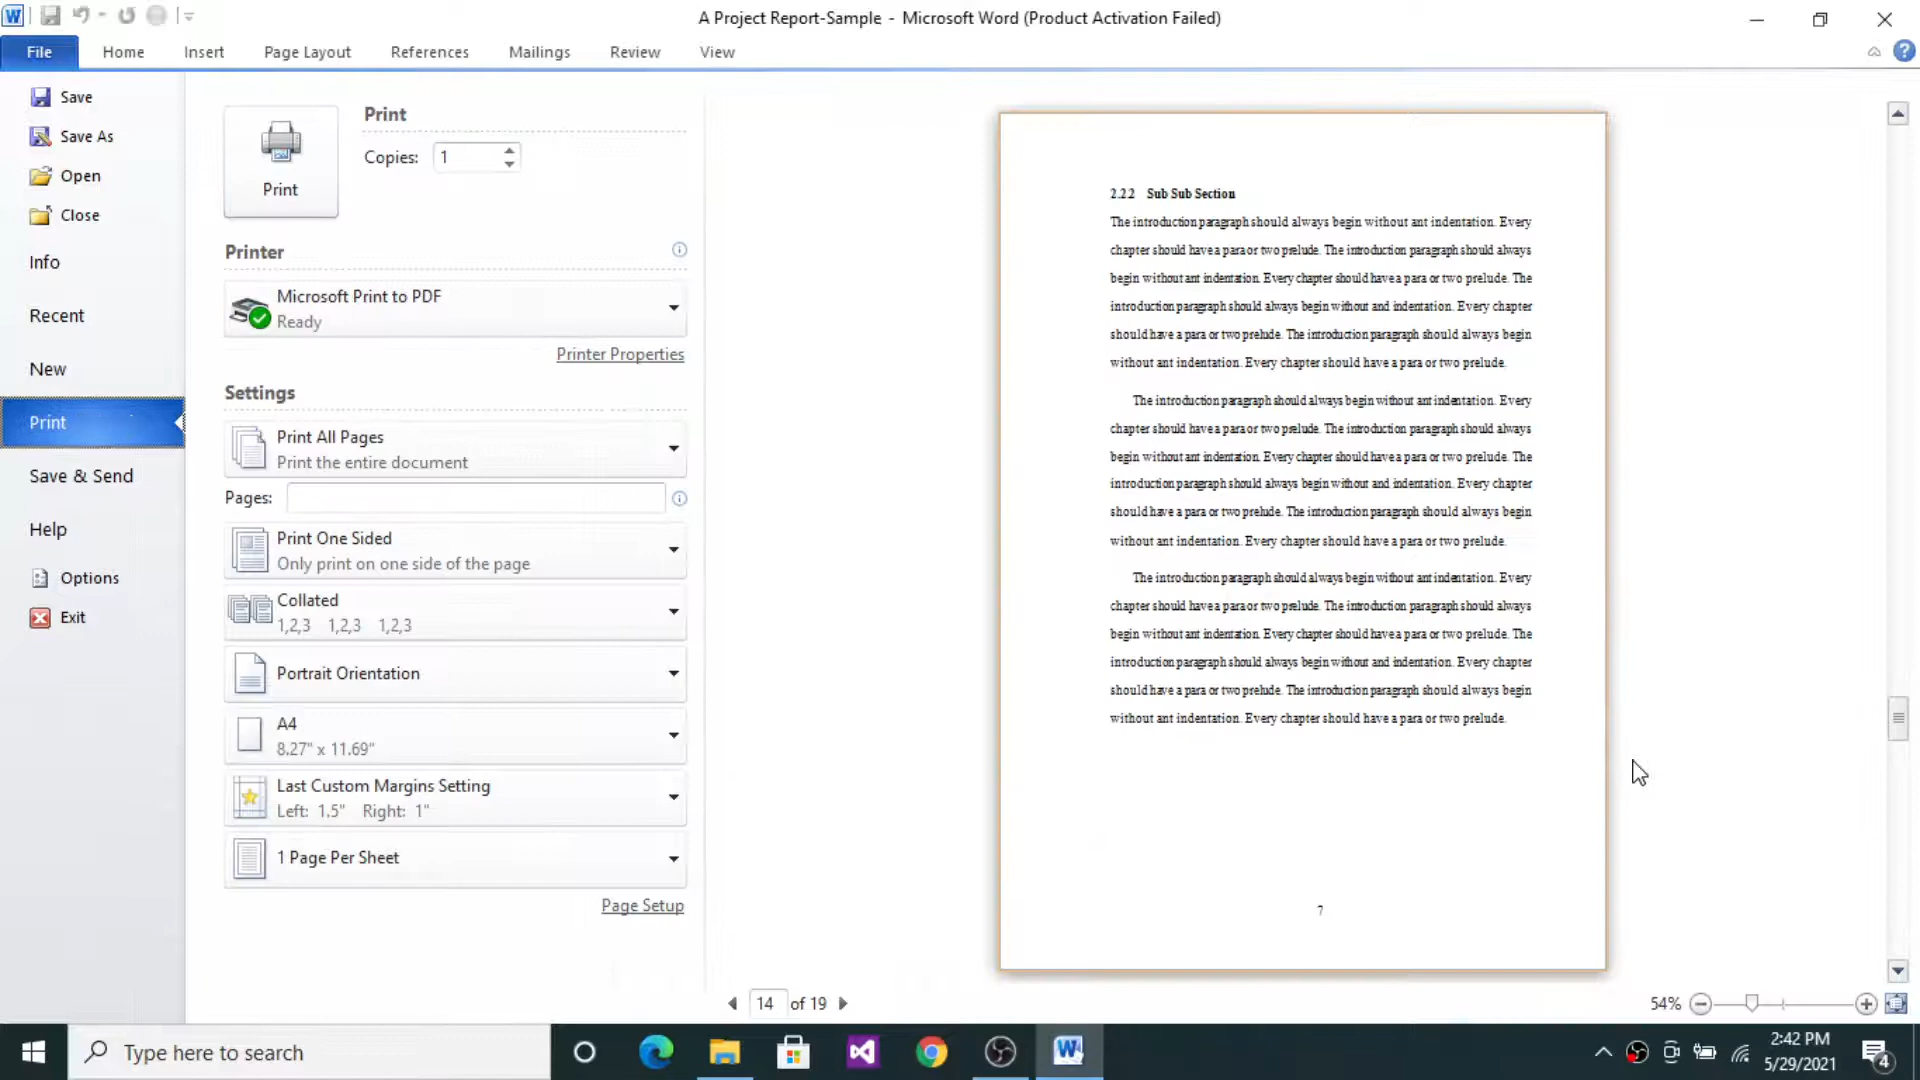 A Project Report-Sample - Microsoft Word (Product Activation Failed)
File Home Insert Page Layout References Mailings Review View
Save
Save As
Open
Close
Info
Recent
New
Print
Save & Send
Help
Options
Exit
Print
Print
Copies: 1
Printer
Microsoft Print to PDF
Ready
Printer Properties
Settings
Print All Pages
Print the entire document
Pages:
Print One Sided
Only print on one side of the page
Collated
1,2,3 1,2,3 1,2,3
Portrait Orientation
A4
8.27" x 11.69"
Last Custom Margins Setting
Left: 1.5" Right: 1"
1 Page Per Sheet
Page Setup
2.2.2 Sub Sub Section
The introduction paragraph should always begin without ant indentation. Every
chapter should have a para or two prelude. The introduction paragraph should always
begin without ant indentation. Every chapter should have a para or two prelude. The
introduction paragraph should always begin without and indentation. Every chapter
should have a para or two prelude. The introduction paragraph should always begin
without ant indentation. Every chapter should have a para or two prelude.
The introduction paragraph should always begin without ant indentation. Every
chapter should have a para or two prelude. The introduction paragraph should always
begin without ant indentation. Every chapter should have a para or two prelude. The
introduction paragraph should always begin without and indentation. Every chapter
should have a para or two prelude. The introduction paragraph should always begin
without ant indentation. Every chapter should have a para or two prelude.
The introduction paragraph should always begin without ant indentation. Every
chapter should have a para or two prelude. The introduction paragraph should always
begin without ant indentation. Every chapter should have a para or two prelude. The
introduction paragraph should always begin without and indentation. Every chapter
should have a para or two prelude. The introduction paragraph should always begin
without ant indentation. Every chapter should have a para or two prelude.
7
14 of 19
54%
Type here to search
2:42 PM
5/29/2021
4